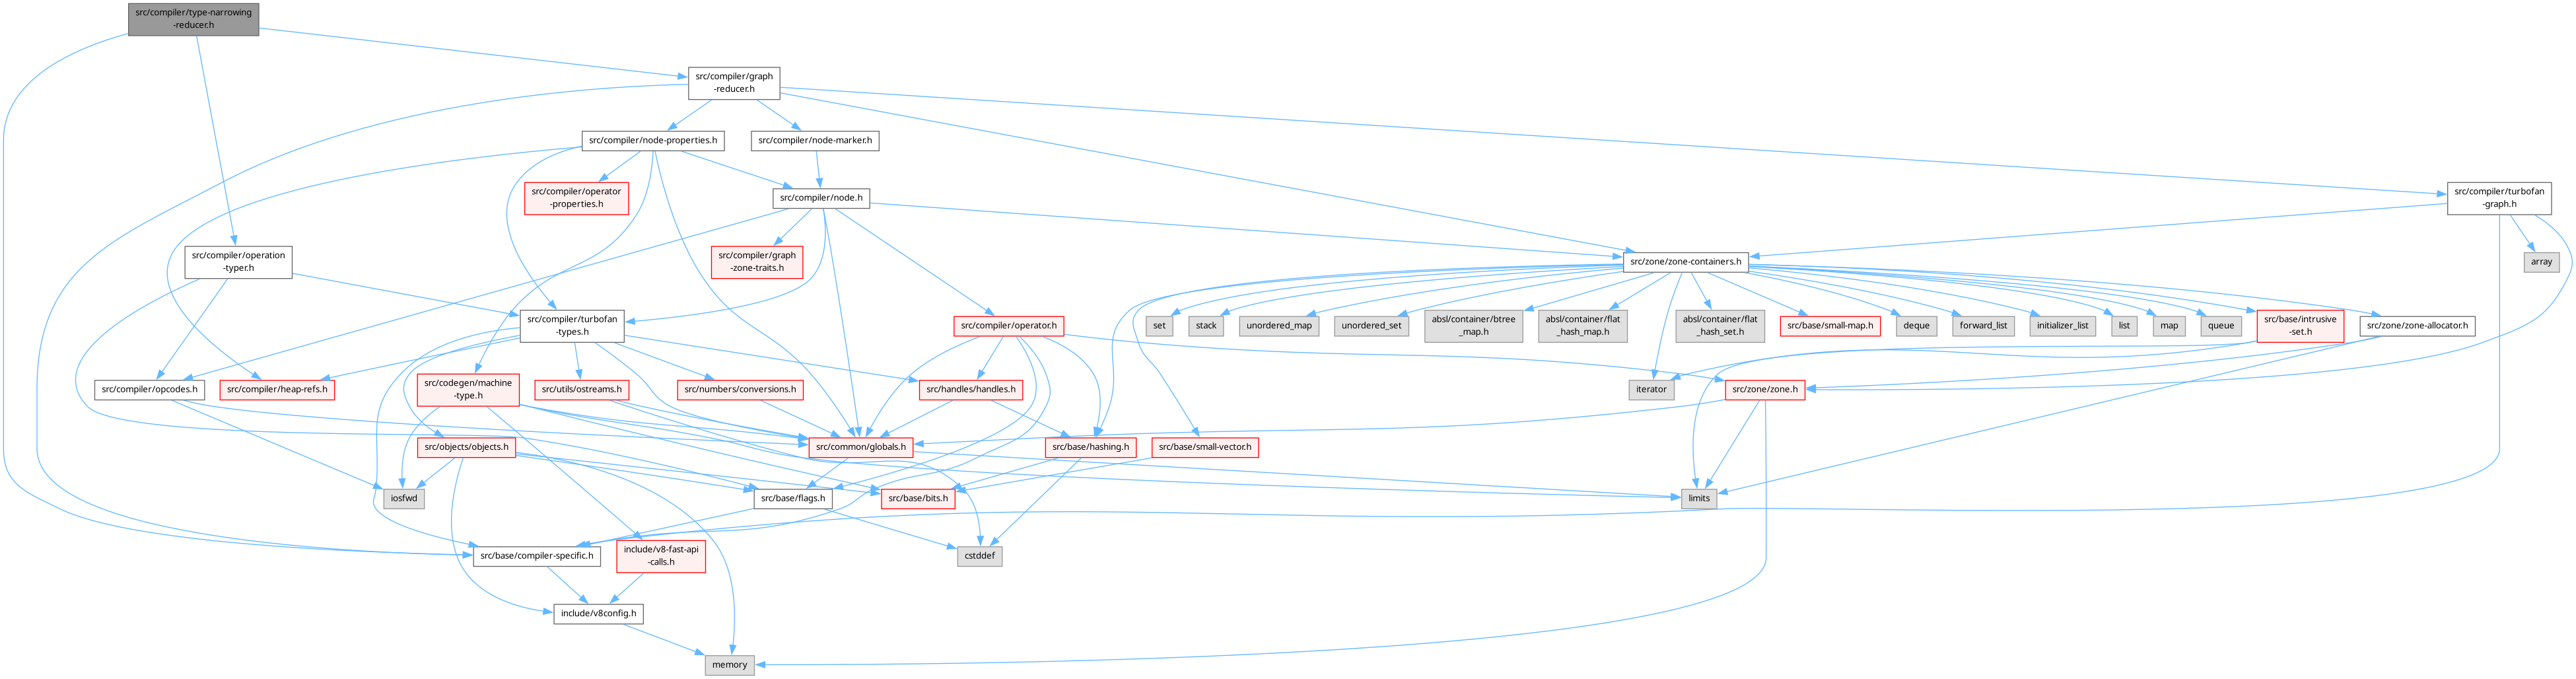 src/compiler/type-narrowing
-reducer.h
src/compiler/graph
-reducer.h
src/compiler/node-properties.h
src/compiler/node-marker.h
src/compiler/operator
-properties.h
src/compiler/node.h
src/compiler/turbofan
-graph.h
src/compiler/operation
-typer.h
src/compiler/graph
-zone-traits.h
src/zone/zone-containers.h
array
src/compiler/turbofan
-types.h
src/compiler/operator.h
set
stack
unordered_map
unordered_set
absl/container/btree
_map.h
absl/container/flat
_hash_map.h
absl/container/flat
_hash_set.h
src/base/small-map.h
deque
forward_list
initializer_list
list
map
queue
src/base/intrusive
-set.h
src/zone/zone-allocator.h
src/compiler/opcodes.h
src/compiler/heap-refs.h
src/codegen/machine
-type.h
src/utils/ostreams.h
src/numbers/conversions.h
src/handles/handles.h
iterator
src/zone/zone.h
src/objects/objects.h
src/common/globals.h
src/base/hashing.h
src/base/small-vector.h
iosfwd
src/base/flags.h
src/base/bits.h
limits
src/base/compiler-specific.h
include/v8-fast-api
-calls.h
cstddef
include/v8config.h
memory